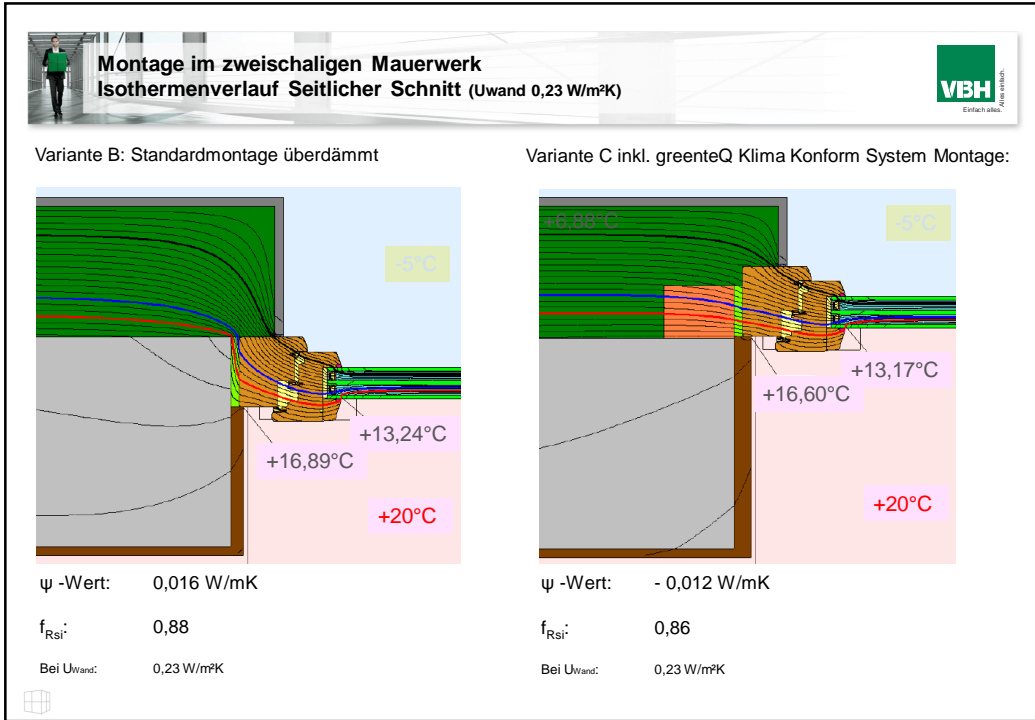 Montage im zweischaligen Mauerwerk
Isothermenverlauf Seitlicher Schnitt (Uwand 0,23 W/m²K)
VBH
Einfach alles.
Alles einfach.
Variante B: Standardmontage überdämmt
Variante C inkl. greenteQ Klima Konform System Montage:
-5°C
+13,24°C
+16,89°C
+20°C
+6,88°C
-5°C
+13,17°C
+16,60°C
+20°C
ψ -Wert: 0,016 W/mK
fRsi: 0,88
Bei UWand: 0,23 W/m²K
ψ -Wert: - 0,012 W/mK
fRsi: 0,86
Bei UWand: 0,23 W/m²K